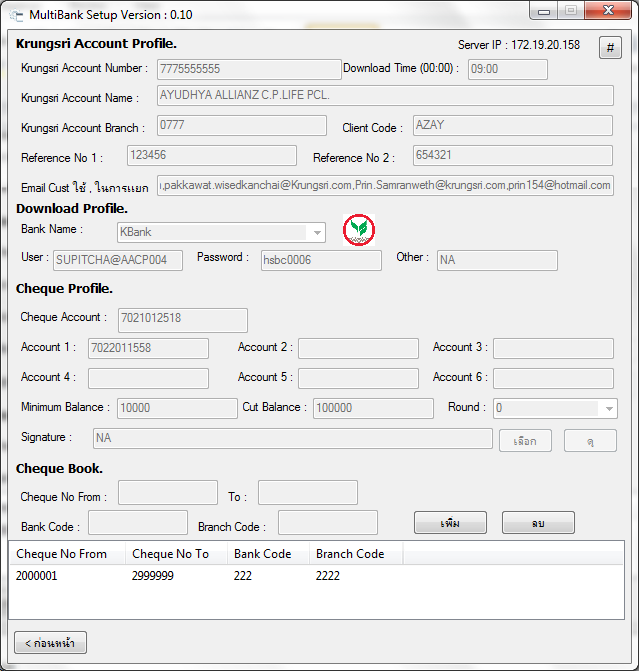 MultiBank Setup Version : 0.10
Krungsri Account Profile.
Server IP : 172.19.20.158
#
Krungsri Account Number : 7775555555 Download Time (00:00) : 09:00
Krungsri Account Name : AYUDHYA ALLIANZ C.P.LIFE PCL.
Krungsri Account Branch : 0777 Client Code : AZAY
Reference No 1 : 123456 Reference No 2 : 654321
Email Cust ใช้ , ในการแยก ,pakkawat.wisedkanchai@Krungsri.com,Prin.Samranweth@krungsri.com,prin154@hotmail.com
Download Profile.
Bank Name : KBank
User : SUPITCHA@AACP004 Password : hsbc0006 Other : NA
Cheque Profile.
Cheque Account : 7021012518
Account 1 : 7022011558 Account 2 : Account 3 :
Account 4 : Account 5 : Account 6 :
Minimum Balance : 10000 Cut Balance : 100000 Round : 0
Signature : NA เลือก ดู
Cheque Book.
Cheque No From : To :
Bank Code : Branch Code : เพิ่ม ลบ
Cheque No From Cheque No To Bank Code Branch Code
2000001 2999999 222 2222
< ก่อนหน้า